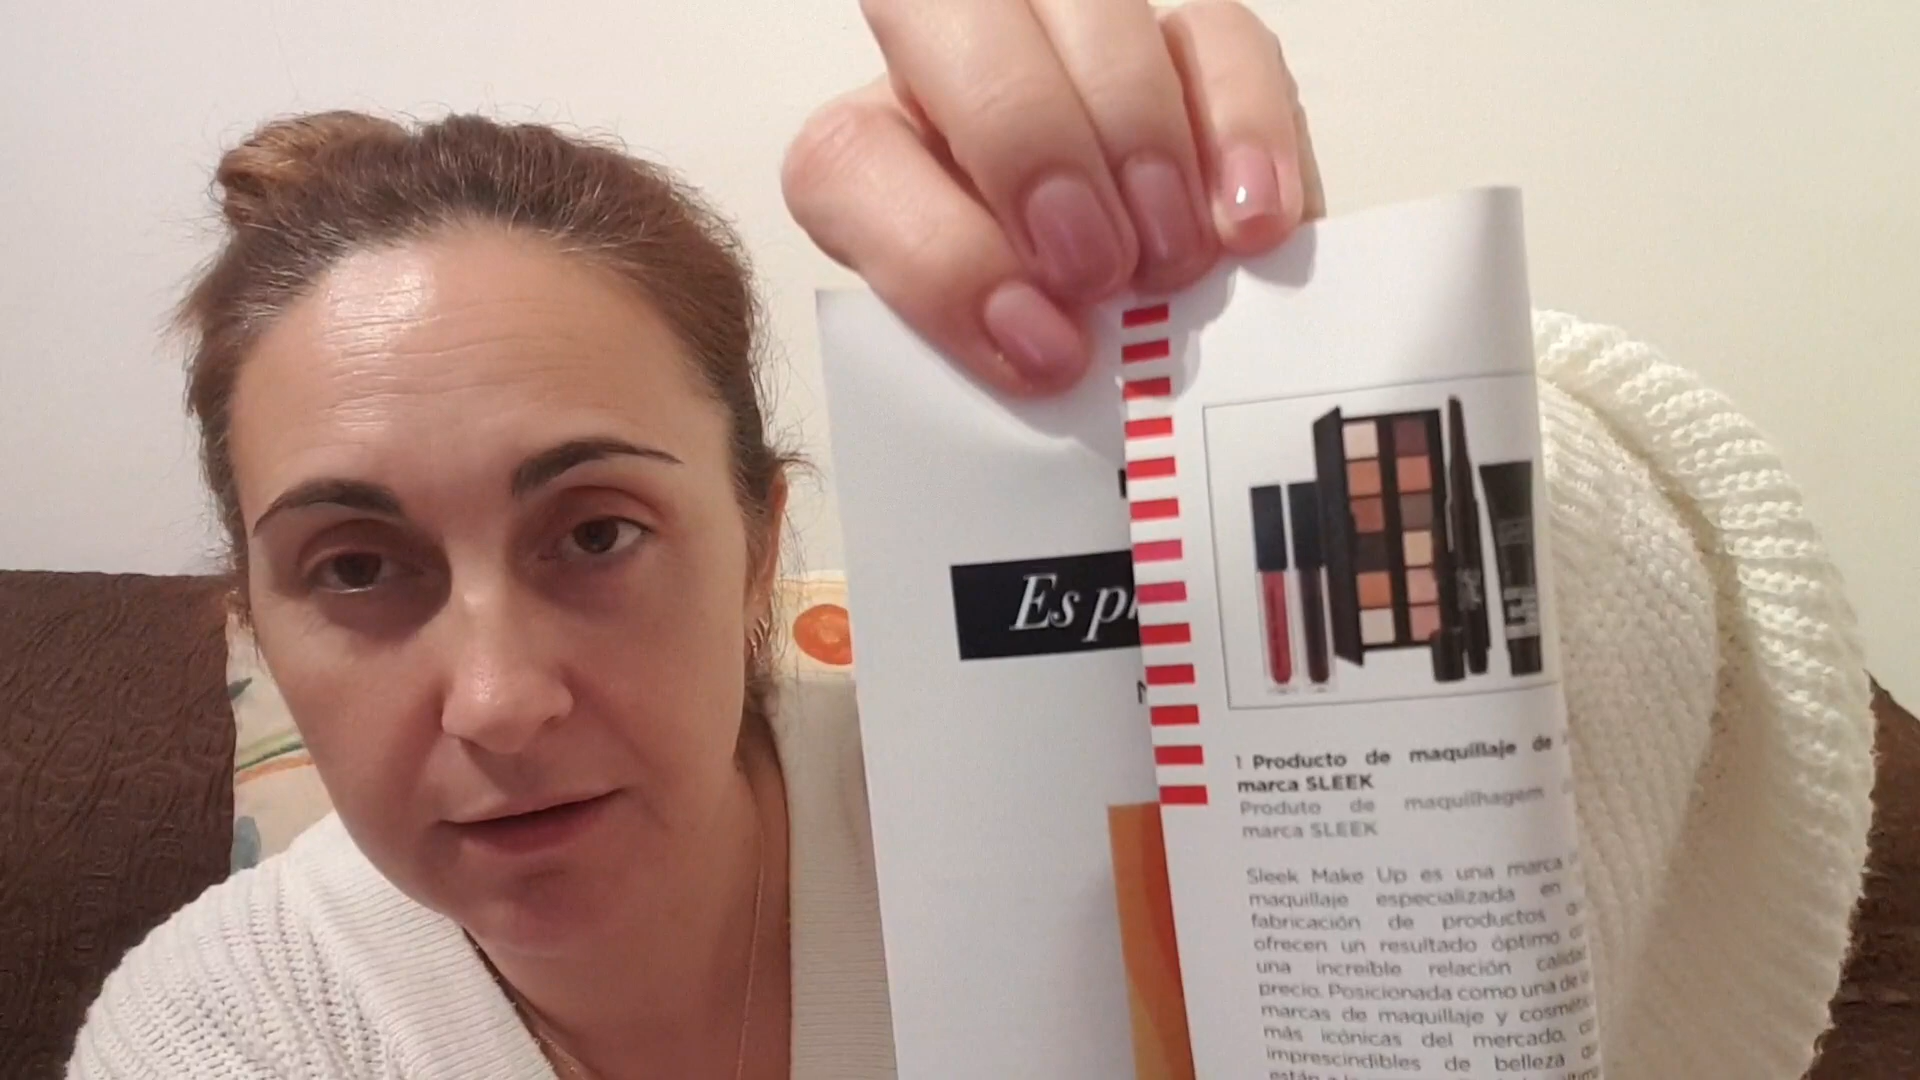 Es p
1 Producto de maquillaje de
marca SLEEK
Produto de maquilhagem
marca SLEEK
Sleek Make Up es una marca
maquillaje especializada en
fabricación de productos
ofrecen un resultado óptimo
una increíble relación
precio. Posicionada como una de
marcas de maquillaje y
más icónicas del mercado,
imprescindibles de belleza